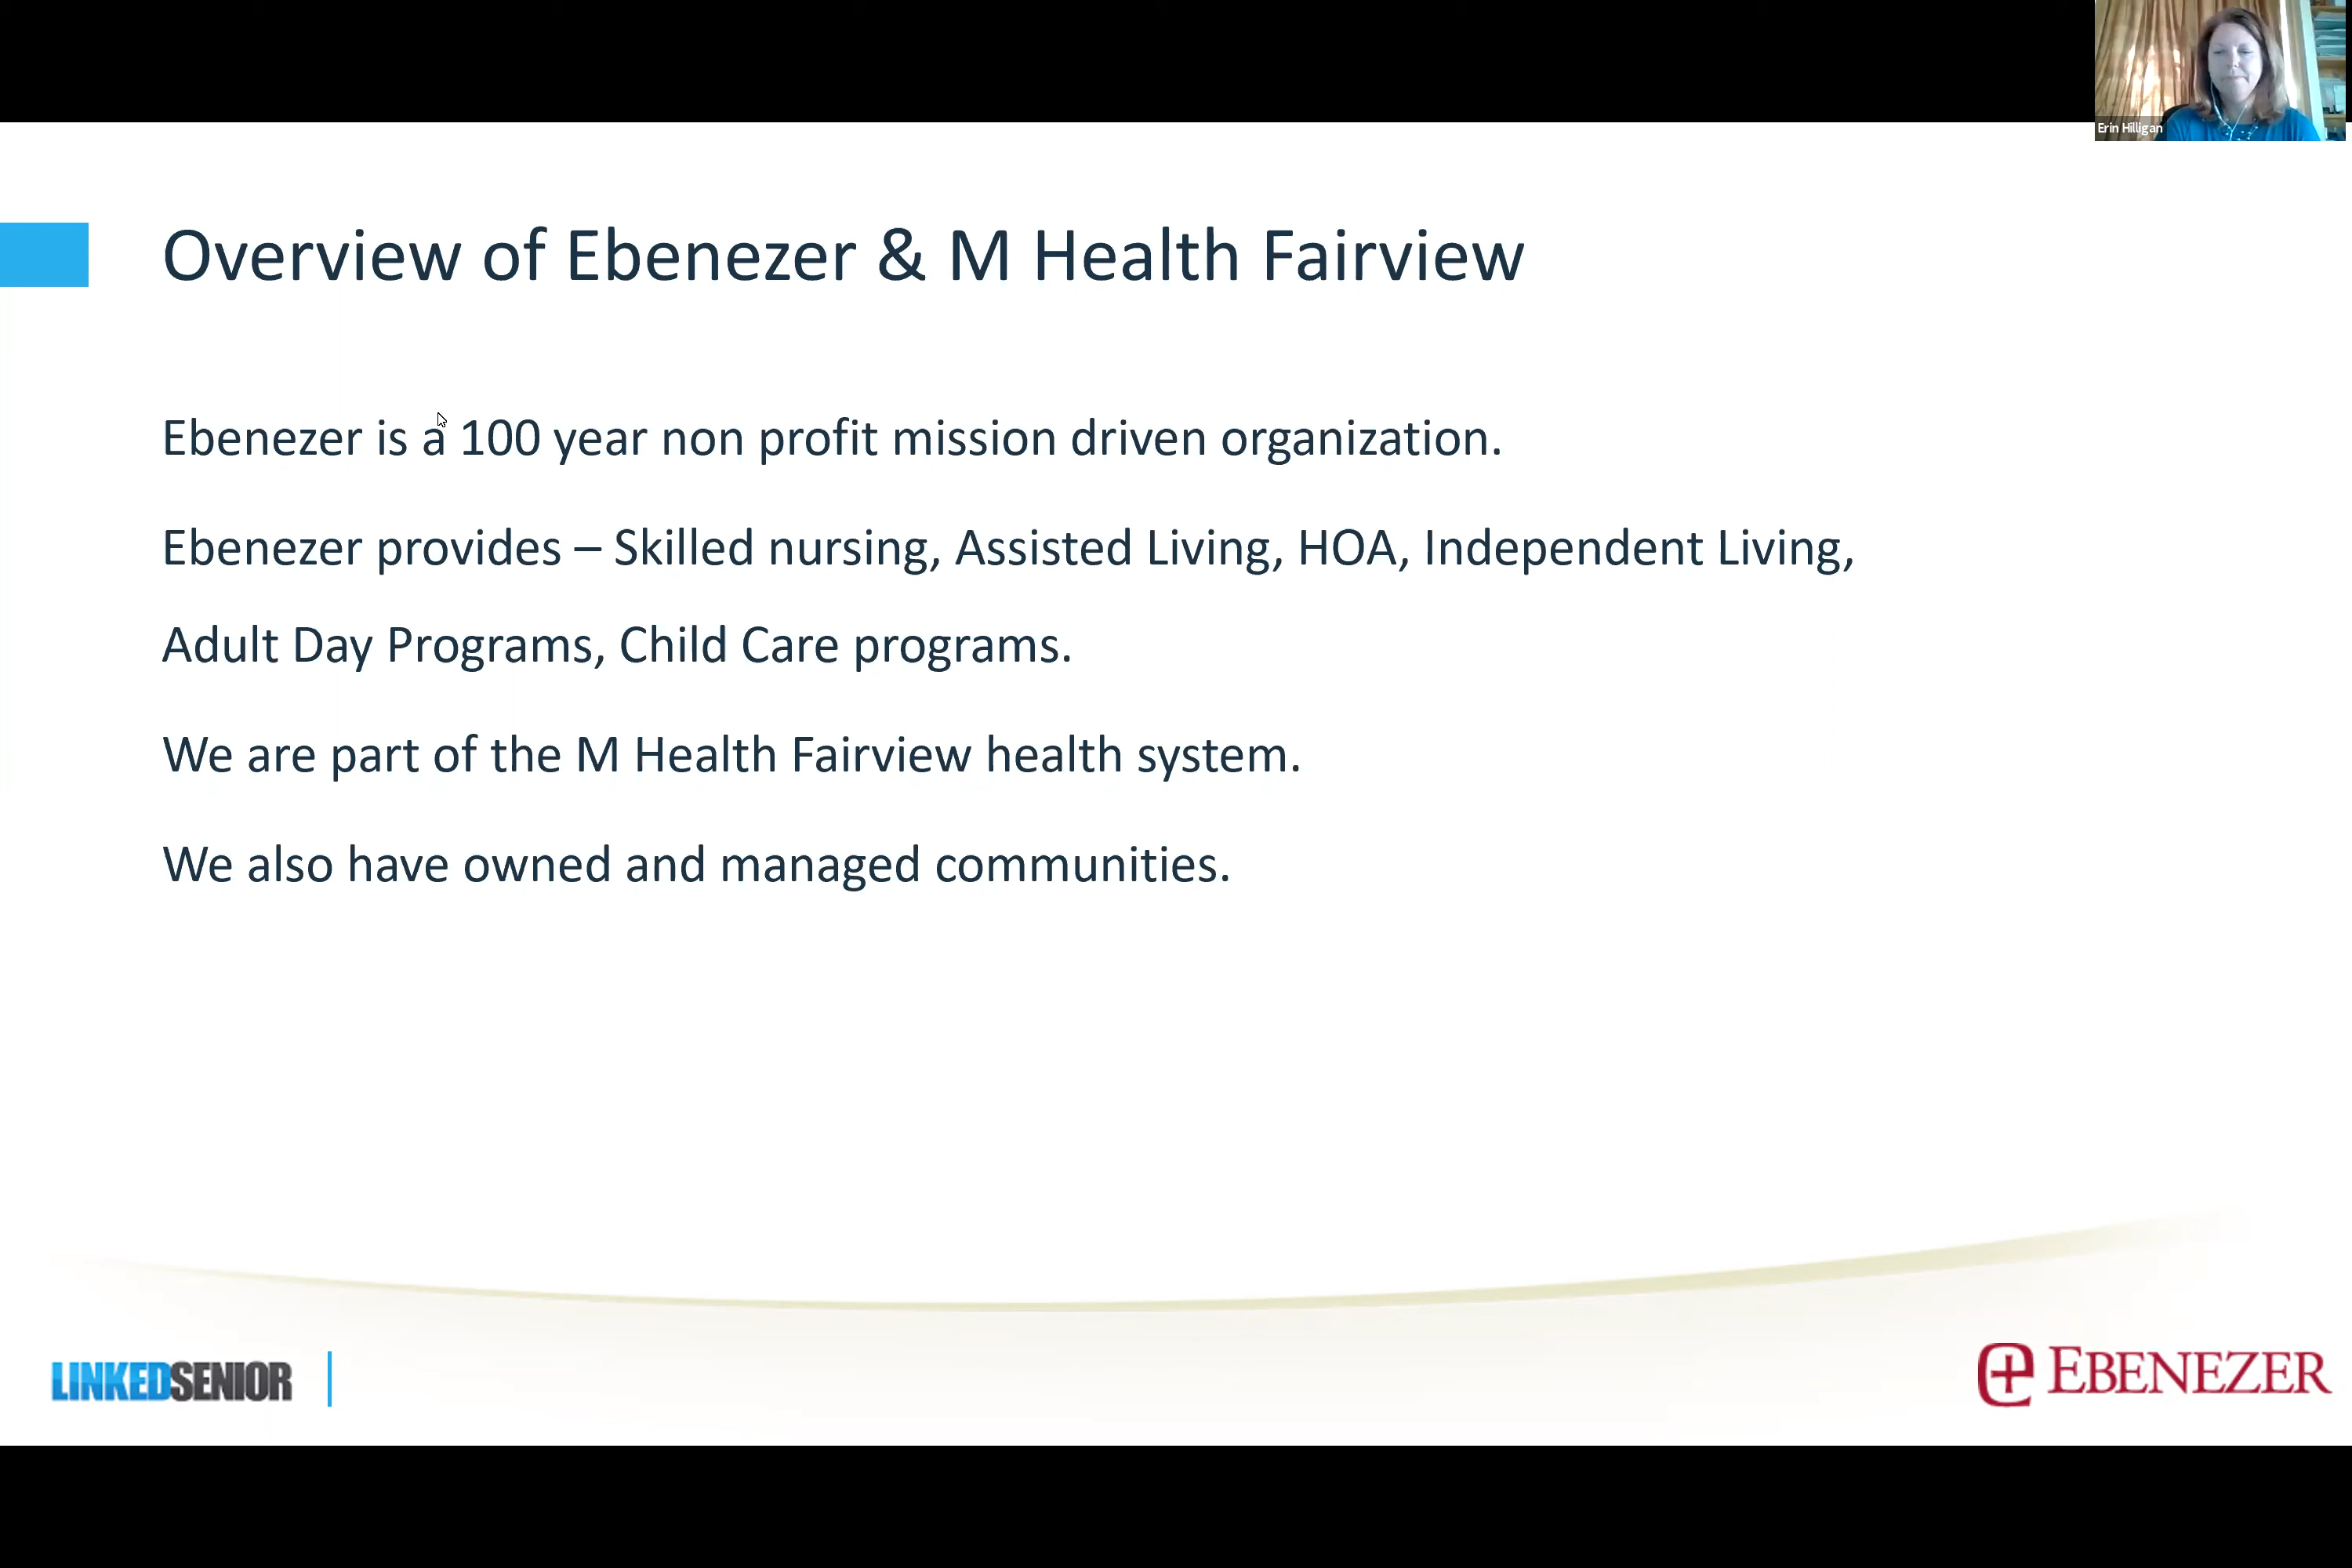 Erin Hilligan
Overview of Ebenezer & M Health Fairview
Ebenezer is a 100 year non profit mission driven organization.
Ebenezer provides – Skilled nursing, Assisted Living, HOA, Independent Living,
Adult Day Programs, Child Care programs.
We are part of the M Health Fairview health system.
We also have owned and managed communities.
LINKEDSENIOR
EBENEZER